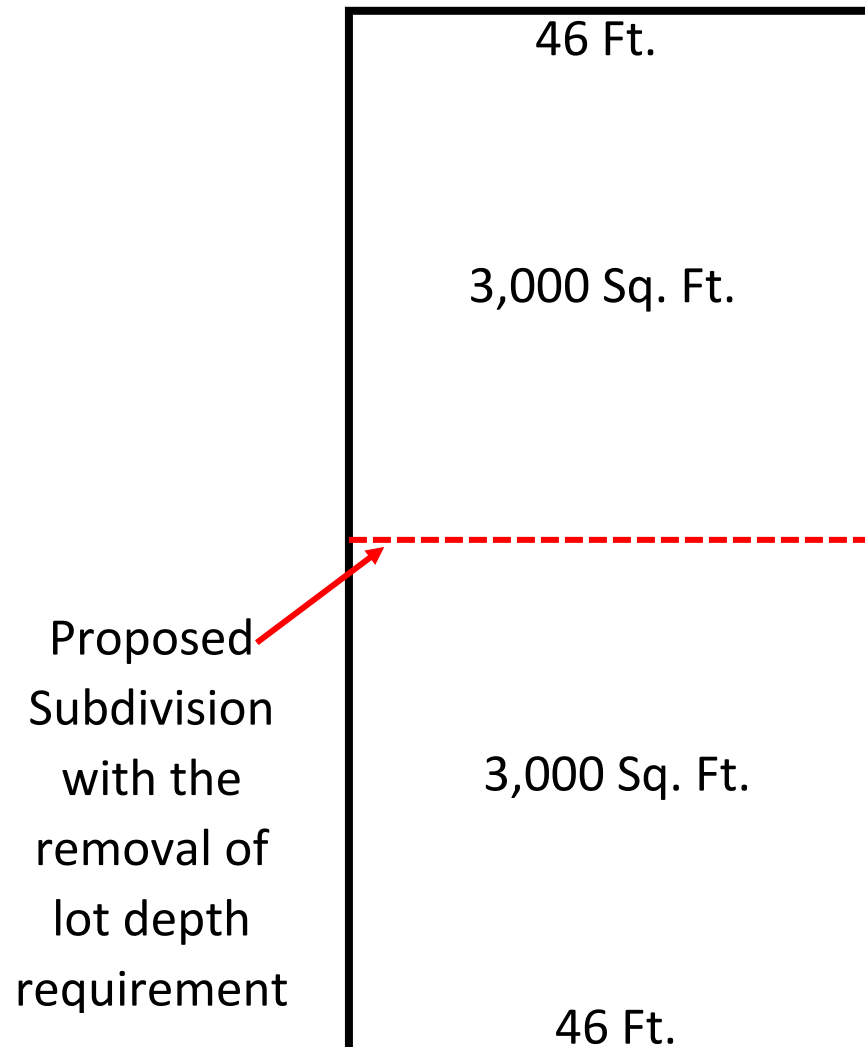 46 Ft.
3,000 Sq. Ft.
Proposed
Subdivision
with the
removal of
lot depth
requirement
3,000 Sq. Ft.
46 Ft.